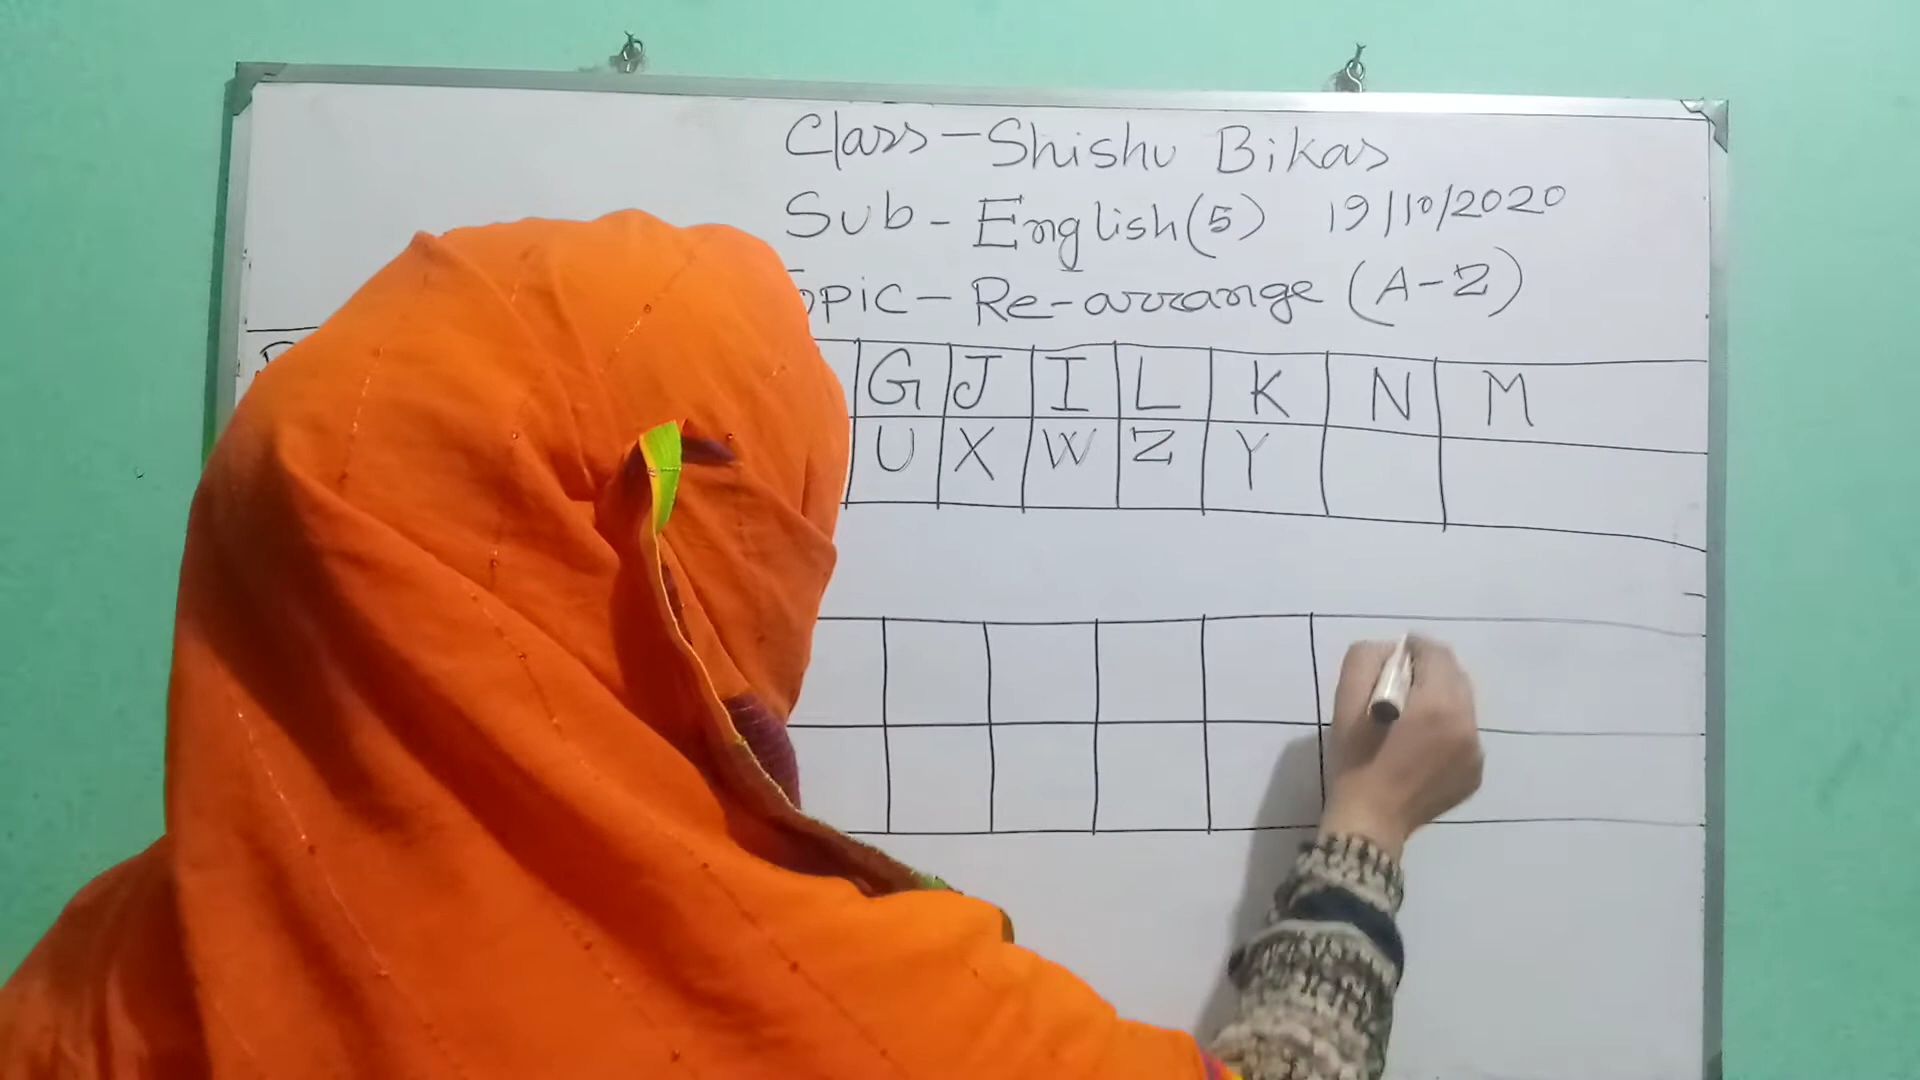 Class-Shishu Bikas
Sub-English(5) 19/10/2020
Topic-Re-arrange (A-Z)
G J I L K N M
U X W Z Y